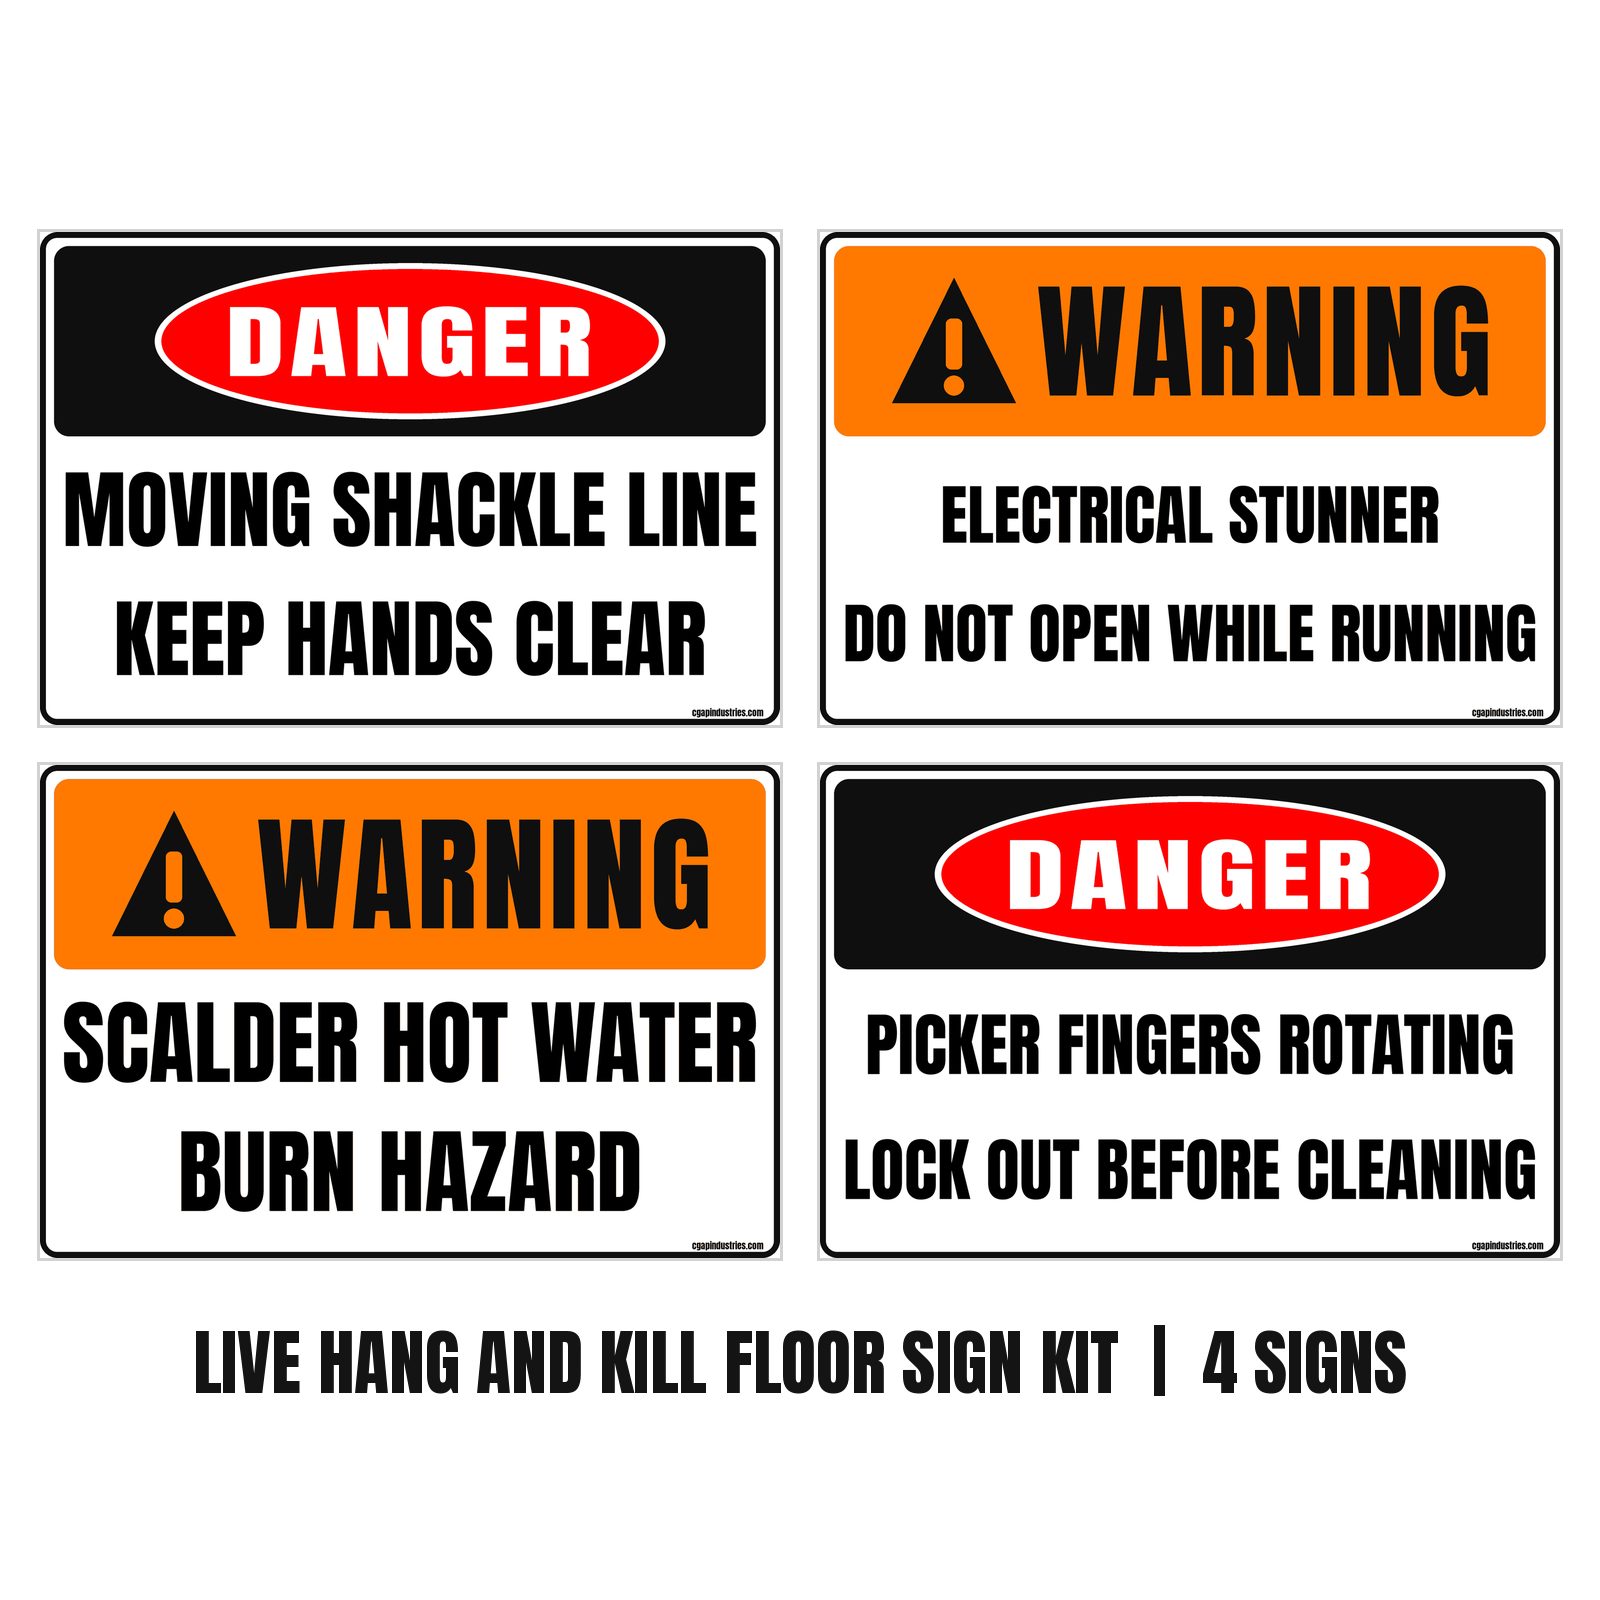 DANGER
MOVING SHACKLE LINE
KEEP HANDS CLEAR
cgapindustries.com
WARNING
ELECTRICAL STUNNER
DO NOT OPEN WHILE RUNNING
cgapindustries.com
WARNING
SCALDER HOT WATER
BURN HAZARD
cgapindustries.com
DANGER
PICKER FINGERS ROTATING
LOCK OUT BEFORE CLEANING
cgapindustries.com
LIVE HANG AND KILL FLOOR SIGN KIT | 4 SIGNS